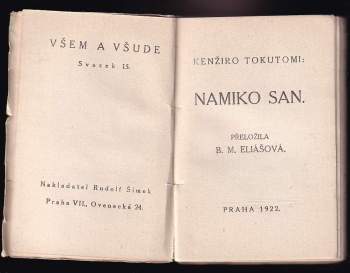 VŠEM A VŠUDE
Svazek 15.
Nakladatel Rudolf Šimek
Praha VII., Ovenecká 24.
KENŽIRO TOKUTOMI:
NAMIKO SAN.
PŘELOŽILA
B. M. ELIÁŠOVÁ.
PRAHA 1922.